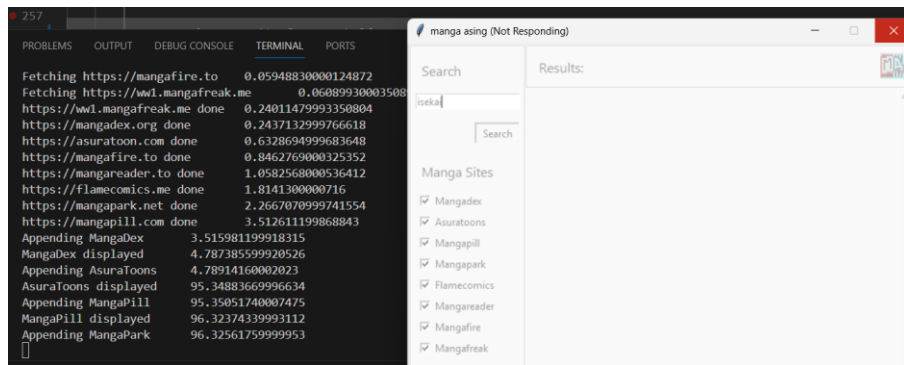 257
PROBLEMS OUTPUT DEBUG CONSOLE TERMINAL PORTS
Fetching https://mangafire.to 0.05948830000124872
Fetching https://ww1.mangafreak.me 0.0608993000350
https://ww1.mangafreak.me done 0.24011479993350804
https://mangadex.org done 0.2437132999766618
https://asuratoon.com done 0.6328694999683648
https://mangafire.to done 0.8462769000325352
https://mangareader.to done 1.0582568000536412
https://flamecomics.me done 1.8141300000716
https://mangapark.net done 2.2667070999741554
https://mangapill.com done 3.512611199868843
Appending MangaDex 3.515981199918315
MangaDex displayed 4.787385599920526
Appending AsuraToons 4.78914160002023
AsuraToons displayed 95.34883669996634
Appending MangaPill 95.35051740007475
MangaPill displayed 96.32374339993112
Appending MangaPark 96.32561759999953
manga asing (Not Responding)
Search
isekai
Search
Manga Sites
Mangadex
Asuratoons
Mangapill
Mangapark
Flamecomics
Mangareader
Mangafire
Mangafreak
Results: